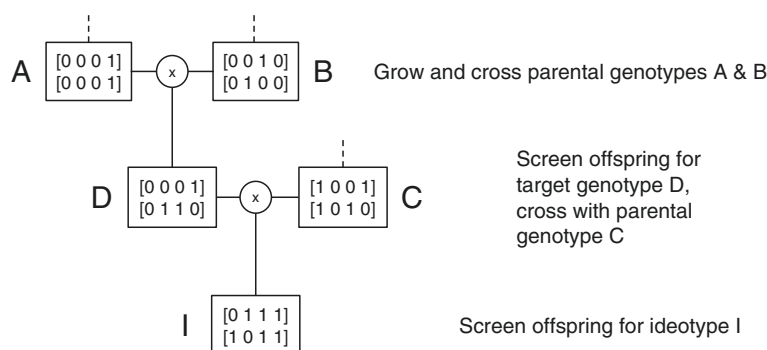 A
[0 0 0 1]
[0 0 0 1]
x
[0 0 1 0]
[0 1 0 0]
B
Grow and cross parental genotypes A & B
D
[0 0 0 1]
[0 1 1 0]
x
[1 0 0 1]
[1 0 1 0]
C
Screen offspring for
target genotype D,
cross with parental
genotype C
I
[0 1 1 1]
[1 0 1 1]
Screen offspring for ideotype I